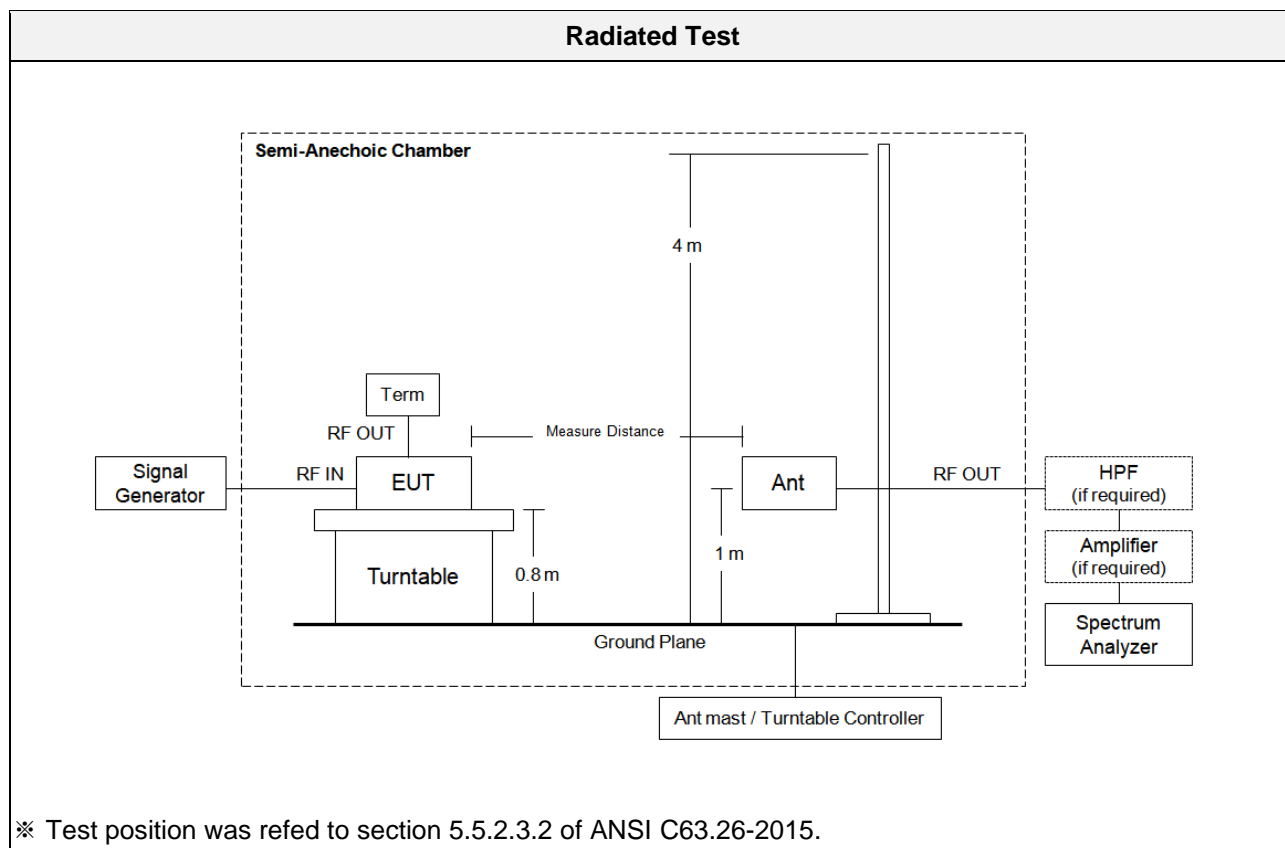 Radiated Test
Semi-Anechoic Chamber
4 m
Term
RF OUT
Measure Distance
Signal
Generator
RF IN
EUT
Ant
RF OUT
HPF
(if required)
1 m
Amplifier
(if required)
Turntable
0.8 m
Spectrum
Analyzer
Ground Plane
Ant mast / Turntable Controller
※ Test position was refed to section 5.5.2.3.2 of ANSI C63.26-2015.